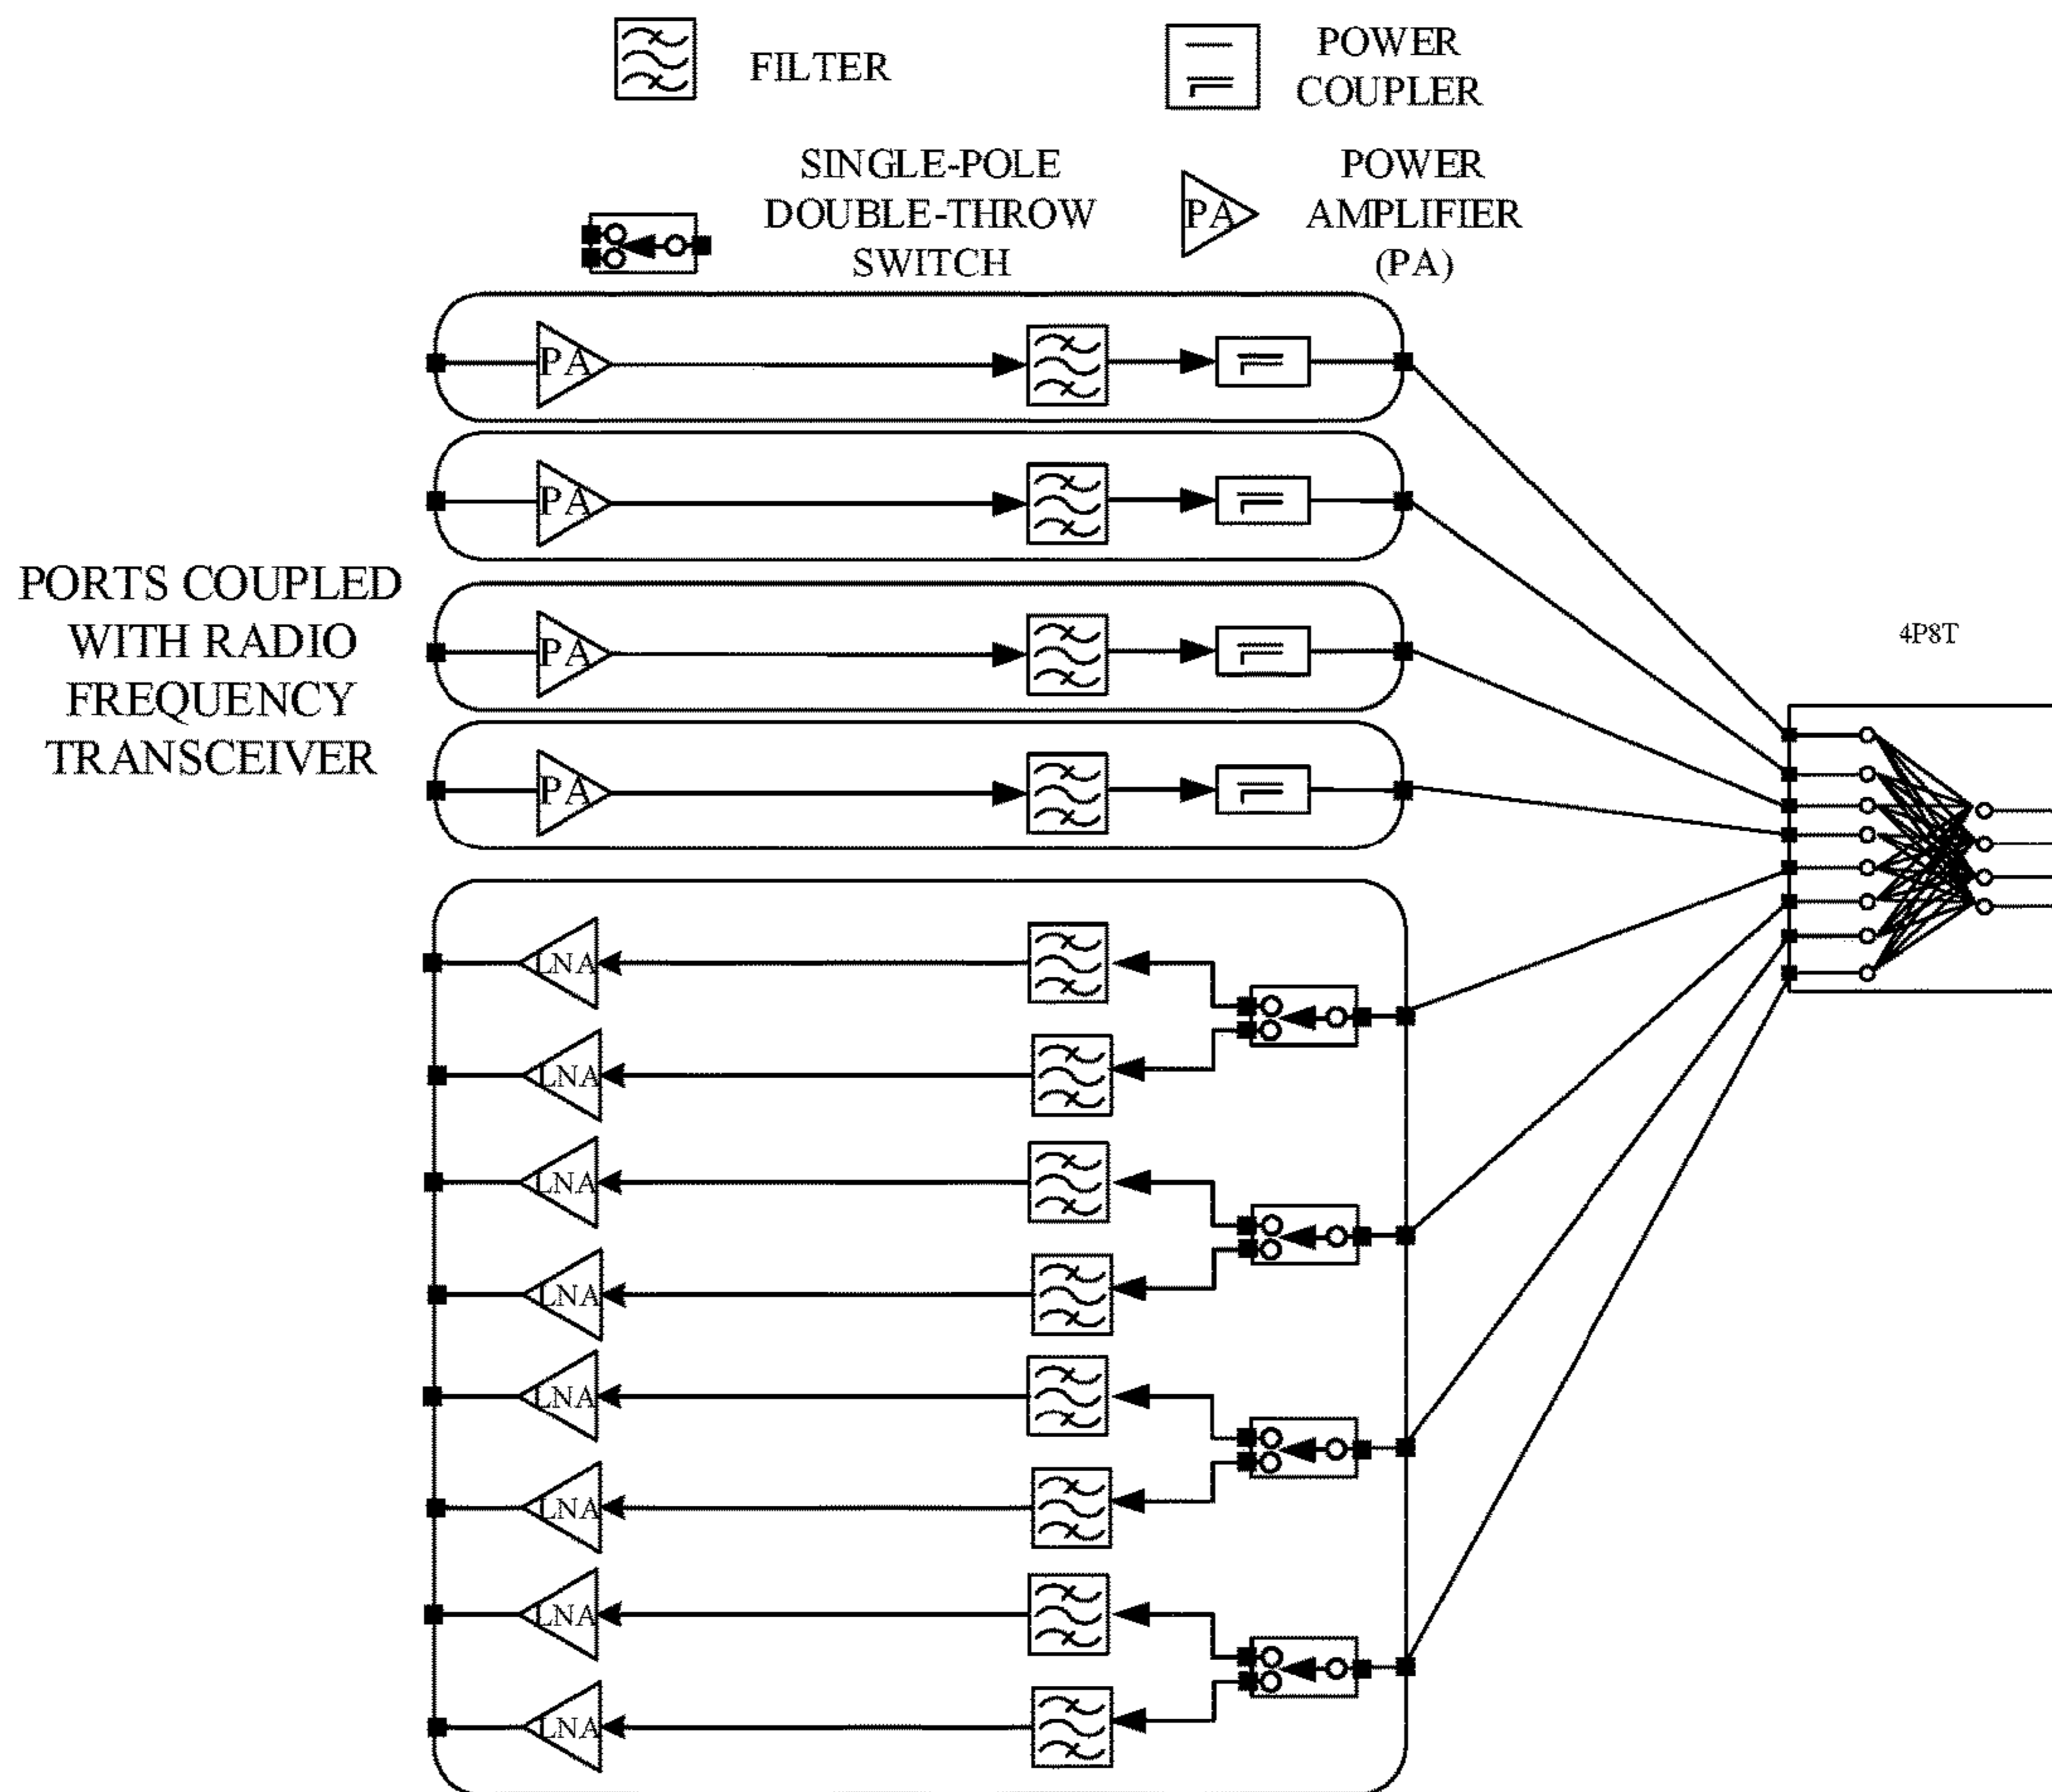 FILTER
POWER
COUPLER
SINGLE-POLE
DOUBLE-THROW
SWITCH
PA
POWER
AMPLIFIER
(PA)
PA
PA
PORTS COUPLED
WITH RADIO
FREQUENCY
TRANSCEIVER
PA
PA
4P8T
LNA
LNA
LNA
LNA
LNA
LNA
LNA
LNA